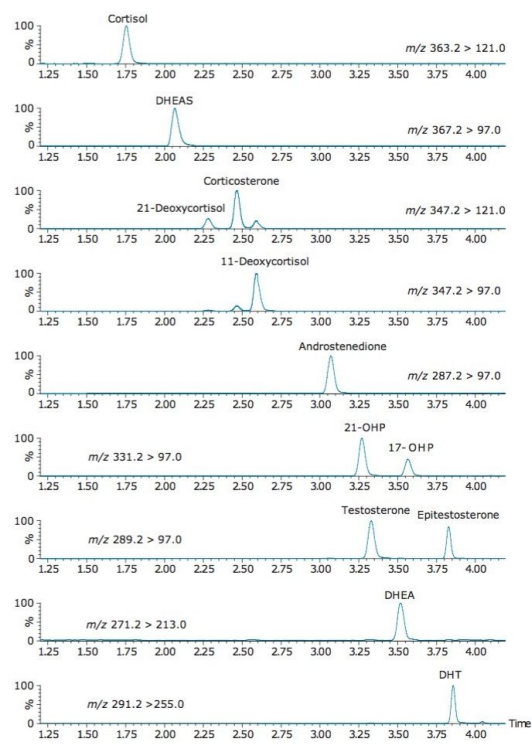 Cortisol
100
%
0
m/z 363.2 > 121.0
1.25 1.50 1.75 2.00 2.25 2.50 2.75 3.00 3.25 3.50 3.75 4.00
DHEAS
100
%
0
m/z 367.2 > 97.0
1.25 1.50 1.75 2.00 2.25 2.50 2.75 3.00 3.25 3.50 3.75 4.00
Corticosterone
100
21-Deoxycortisol
%
0
m/z 347.2 > 121.0
1.25 1.50 1.75 2.00 2.25 2.50 2.75 3.00 3.25 3.50 3.75 4.00
11-Deoxycortisol
100
%
0
m/z 347.2 > 97.0
1.25 1.50 1.75 2.00 2.25 2.50 2.75 3.00 3.25 3.50 3.75 4.00
Androstenedione
100
%
0
m/z 287.2 > 97.0
1.25 1.50 1.75 2.00 2.25 2.50 2.75 3.00 3.25 3.50 3.75 4.00
21-OHP
100
17-OHP
%
0
m/z 331.2 > 97.0
1.25 1.50 1.75 2.00 2.25 2.50 2.75 3.00 3.25 3.50 3.75 4.00
Testosterone Epitestosterone
100
%
0
m/z 289.2 > 97.0
1.25 1.50 1.75 2.00 2.25 2.50 2.75 3.00 3.25 3.50 3.75 4.00
DHEA
100
%
0
m/z 271.2 > 213.0
1.25 1.50 1.75 2.00 2.25 2.50 2.75 3.00 3.25 3.50 3.75 4.00
DHT
100
%
0
m/z 291.2 >255.0
Time
1.25 1.50 1.75 2.00 2.25 2.50 2.75 3.00 3.25 3.50 3.75 4.00